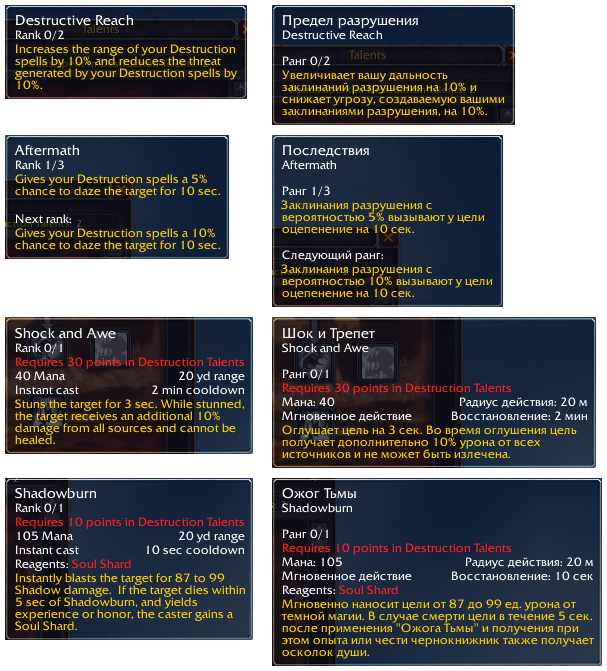 Destructive Reach
Rank 0/2
Increases the range of your Destruction
spells by 10% and reduces the threat
generated by your Destruction spells by
10%.
Предел разрушения
Destructive Reach
Talents
Ранг 0/2
Увеличивает вашу дальность
заклинаний разрушения на 10% и
снижает угрозу, создаваемую вашими
заклинаниями разрушения, на 10%.
Aftermath
Rank 1/3
Gives your Destruction spells a 5%
chance to daze the target for 10 sec.
Next rank:
Gives your Destruction spells a 10%
chance to daze the target for 10 sec.
Последствия
Aftermath
Ранг 1/3
Заклинания разрушения с
вероятностью 5% вызывают у цели
оцепенение на 10 сек.
Следующий ранг:
Заклинания разрушения с
вероятностью 10% вызывают у цели
оцепенение на 10 сек.
Shock and Awe
Rank 0/1
Requires 30 points in Destruction Talents
40 Mana 20 yd range
Instant cast 2 min cooldown
Stuns the target for 3 sec. While stunned,
the target receives an additional 10%
damage from all sources and cannot be
healed.
Шок и Трепет
Shock and Awe
Ранг 0/1
Requires 30 points in Destruction Talents
Мана: 40 Радиус действия: 20 м
Мгновенное действие Восстановление: 2 мин
Оглушает цель на 3 сек. Во время оглушения цель
получает дополнительно 10% урона от всех
источников и не может быть излечена.
Shadowburn
Rank 0/1
Requires 10 points in Destruction Talents
105 Mana 20 yd range
Instant cast 10 sec cooldown
Reagents: Soul Shard
Instantly blasts the target for 87 to 99
Shadow damage. If the target dies within
5 sec of Shadowburn, and yields
experience or honor, the caster gains a
Soul Shard.
Ожог Тьмы
Shadowburn
Ранг 0/1
Requires 10 points in Destruction Talents
Мана: 105 Радиус действия: 20 м
Мгновенное действие Восстановление: 10 сек
Reagents: Soul Shard
Мгновенно наносит цели от 87 до 99 ед. урона от
темной магии. В случае смерти цели в течение 5 сек.
после применения "Ожога Тьмы" и получения при
этом опыта или чести чернокнижник также получает
осколок души.